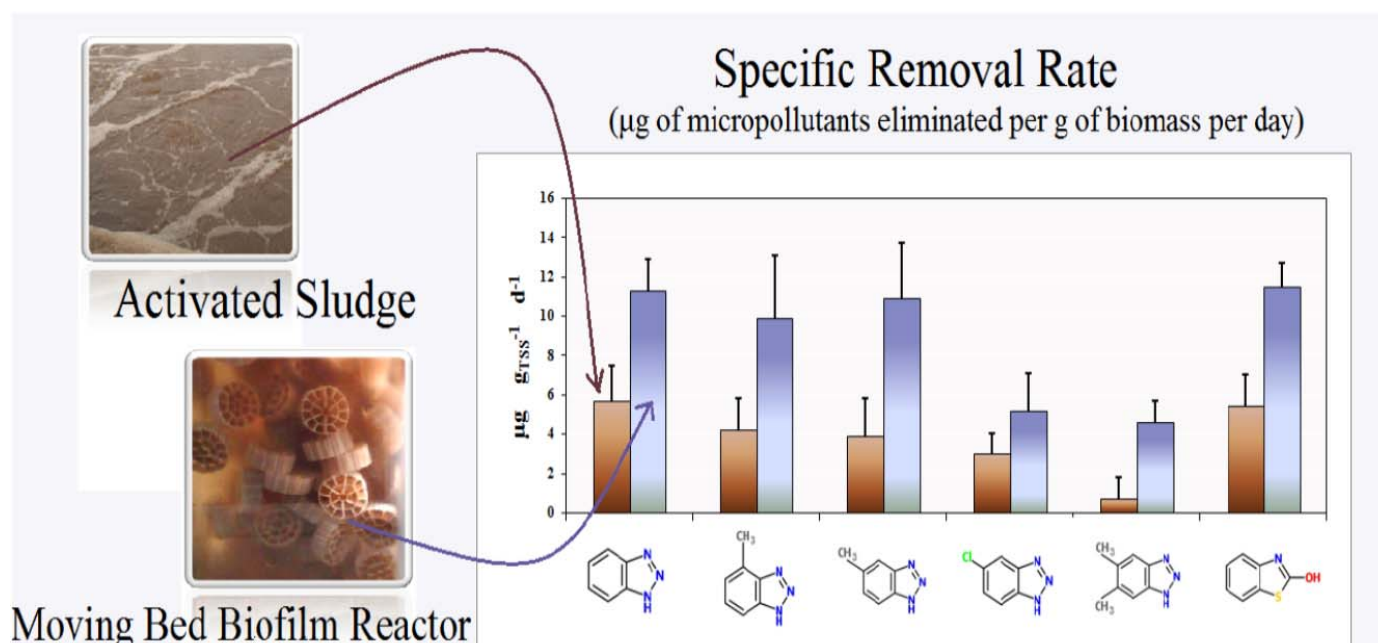 Specific Removal Rate
(µg of micropollutants eliminated per g of biomass per day)
Activated Sludge
Moving Bed Biofilm Reactor
µg g_TSS⁻¹ d⁻¹
16
14
12
10
8
6
4
2
0
N
N
N
H
CH₃
N
N
N
H
CH₃
N
N
N
H
Cl
N
N
N
H
CH₃
CH₃
N
N
N
H
N
OH
S